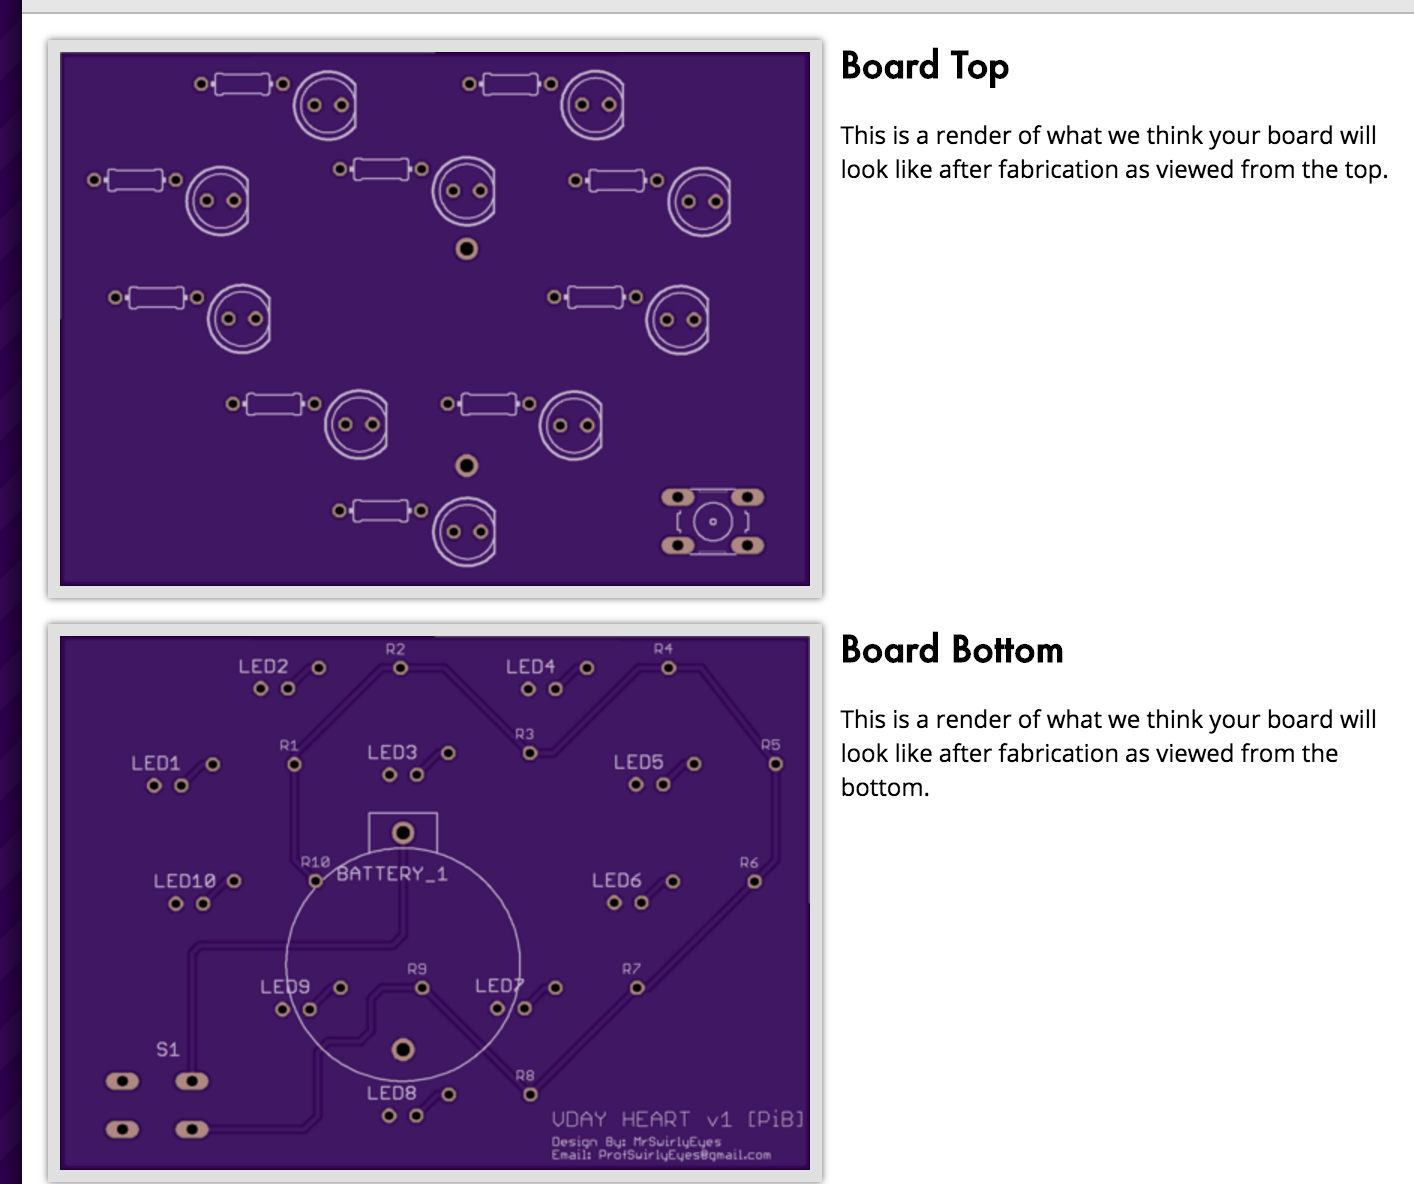 Board Top
This is a render of what we think your board will
look like after fabrication as viewed from the top.
Board Bottom
This is a render of what we think your board will
look like after fabrication as viewed from the
bottom.
R2
R4
LED2
LED4
R1
R3
R5
LED1
LED3
LED5
R10
BATTERY_1
R6
LED10
LED6
R9
R7
LED9
LED7
S1
R8
LED8
VDAY HEART v1 [PiB]
Design By: MrSwirlyEyes
Email: ProfSwirlyEyes@gmail.com